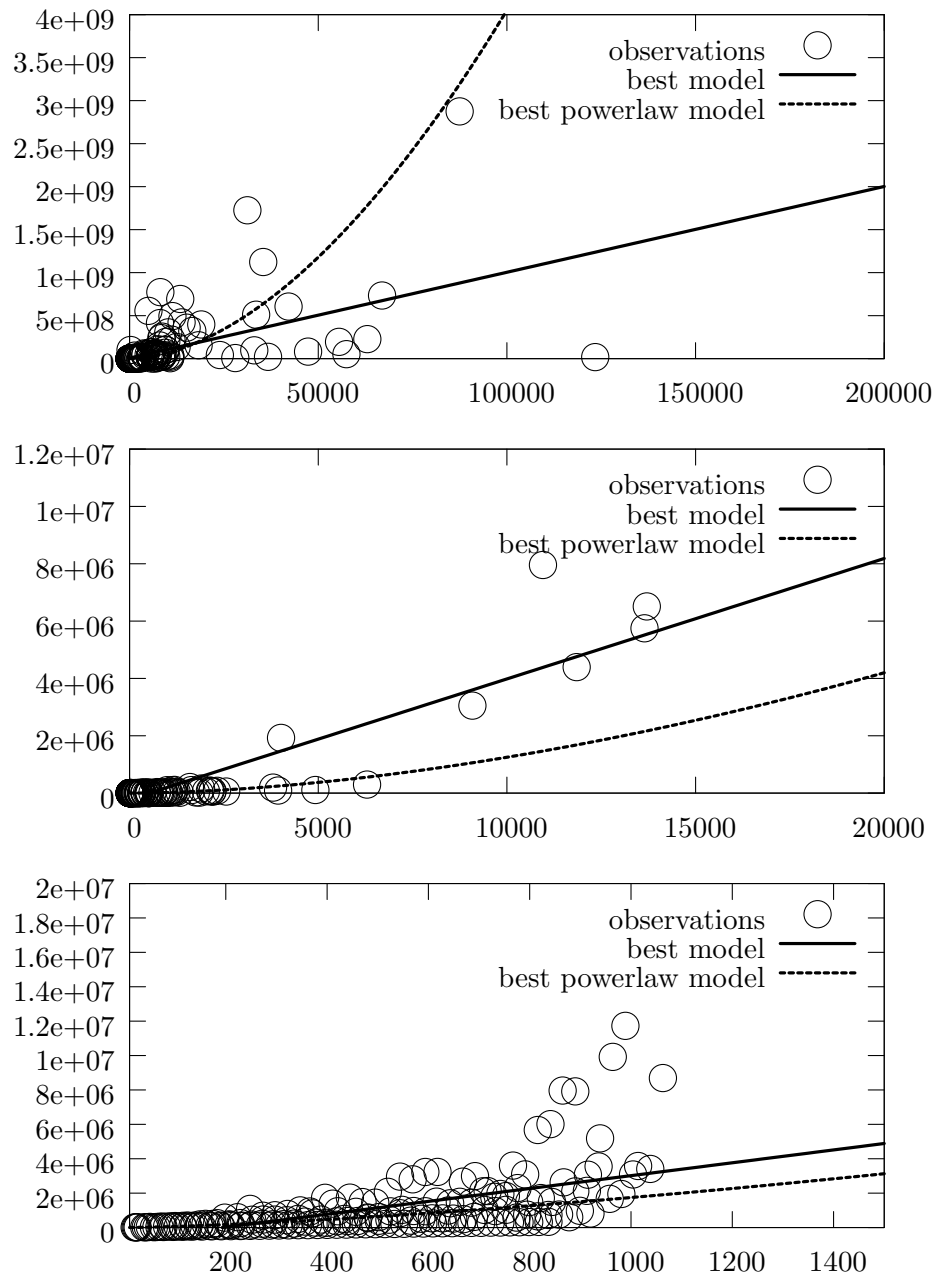 4e+09
3.5e+09
3e+09
2.5e+09
2e+09
1.5e+09
1e+09
5e+08
0
observations
best model
best powerlaw model
0 50000 100000 150000 200000
1.2e+07
1e+07
8e+06
6e+06
4e+06
2e+06
0
observations
best model
best powerlaw model
0 5000 10000 15000 20000
2e+07
1.8e+07
1.6e+07
1.4e+07
1.2e+07
1e+07
8e+06
6e+06
4e+06
2e+06
0
observations
best model
best powerlaw model
200 400 600 800 1000 1200 1400